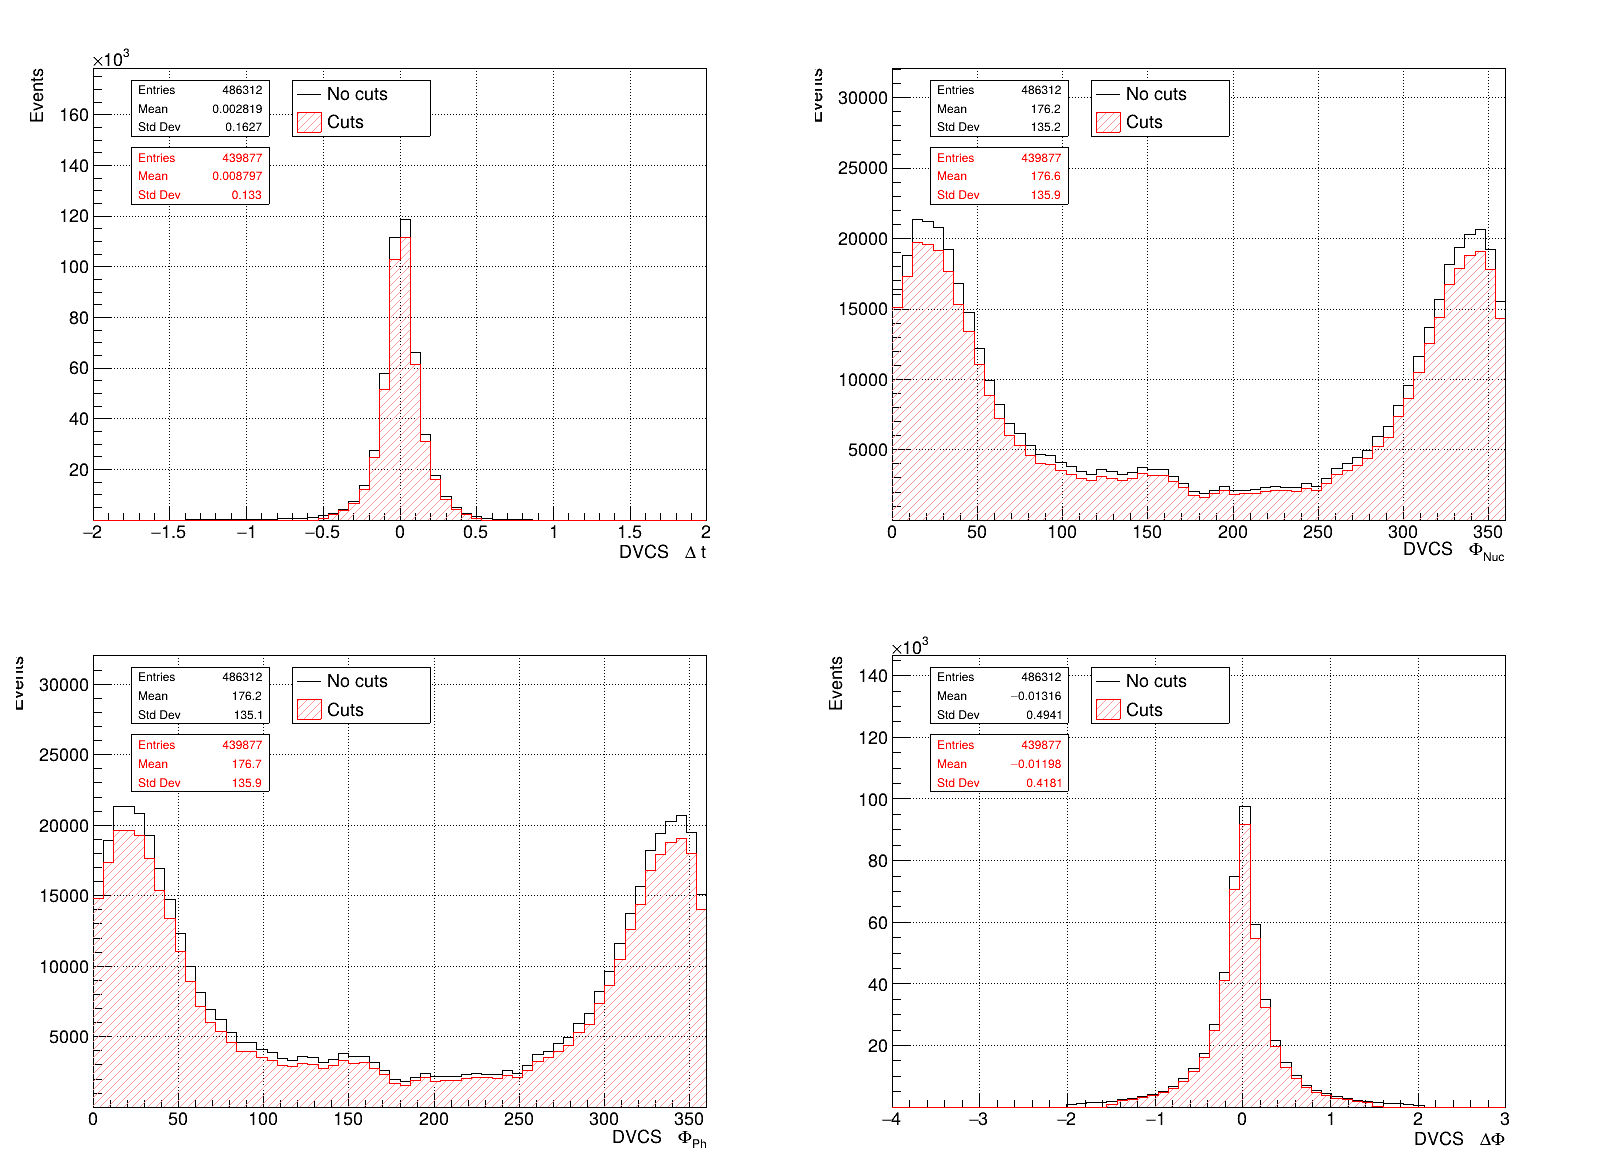 ×10³
Events
160
140
120
100
80
60
40
20
−2 −1.5 −1 −0.5 0 0.5 1 1.5 2
DVCS Δ t
Entries 486312
Mean 0.002819
Std Dev 0.1627
Entries 439877
Mean 0.008797
Std Dev 0.133
No cuts
Cuts
Events
30000
25000
20000
15000
10000
5000
0 50 100 150 200 250 300 350
DVCS Φ_Nuc
Entries 486312
Mean 176.2
Std Dev 135.2
Entries 439877
Mean 176.6
Std Dev 135.9
No cuts
Cuts
Events
30000
25000
20000
15000
10000
5000
0 50 100 150 200 250 300 350
DVCS Φ_Ph
Entries 486312
Mean 176.2
Std Dev 135.1
Entries 439877
Mean 176.7
Std Dev 135.9
No cuts
Cuts
×10³
Events
140
120
100
80
60
40
20
−4 −3 −2 −1 0 1 2 3
DVCS ΔΦ
Entries 486312
Mean −0.01316
Std Dev 0.4941
Entries 439877
Mean −0.01198
Std Dev 0.4181
No cuts
Cuts